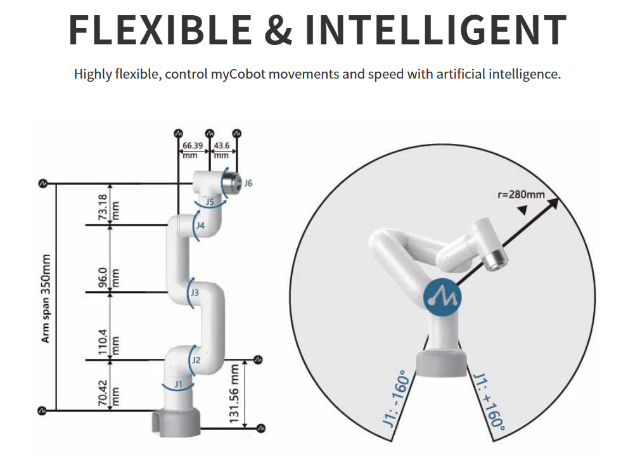 FLEXIBLE & INTELLIGENT
Highly flexible, control myCobot movements and speed with artificial intelligence.
66.39
mm
43.6
mm
J6
J5
J4
73.18
mm
r=280mm
Arm span 350mm
96.0
mm
J3
110.4
mm
J2
J1
70.42
mm
131.56 mm
J1: -160°
J1: +160°